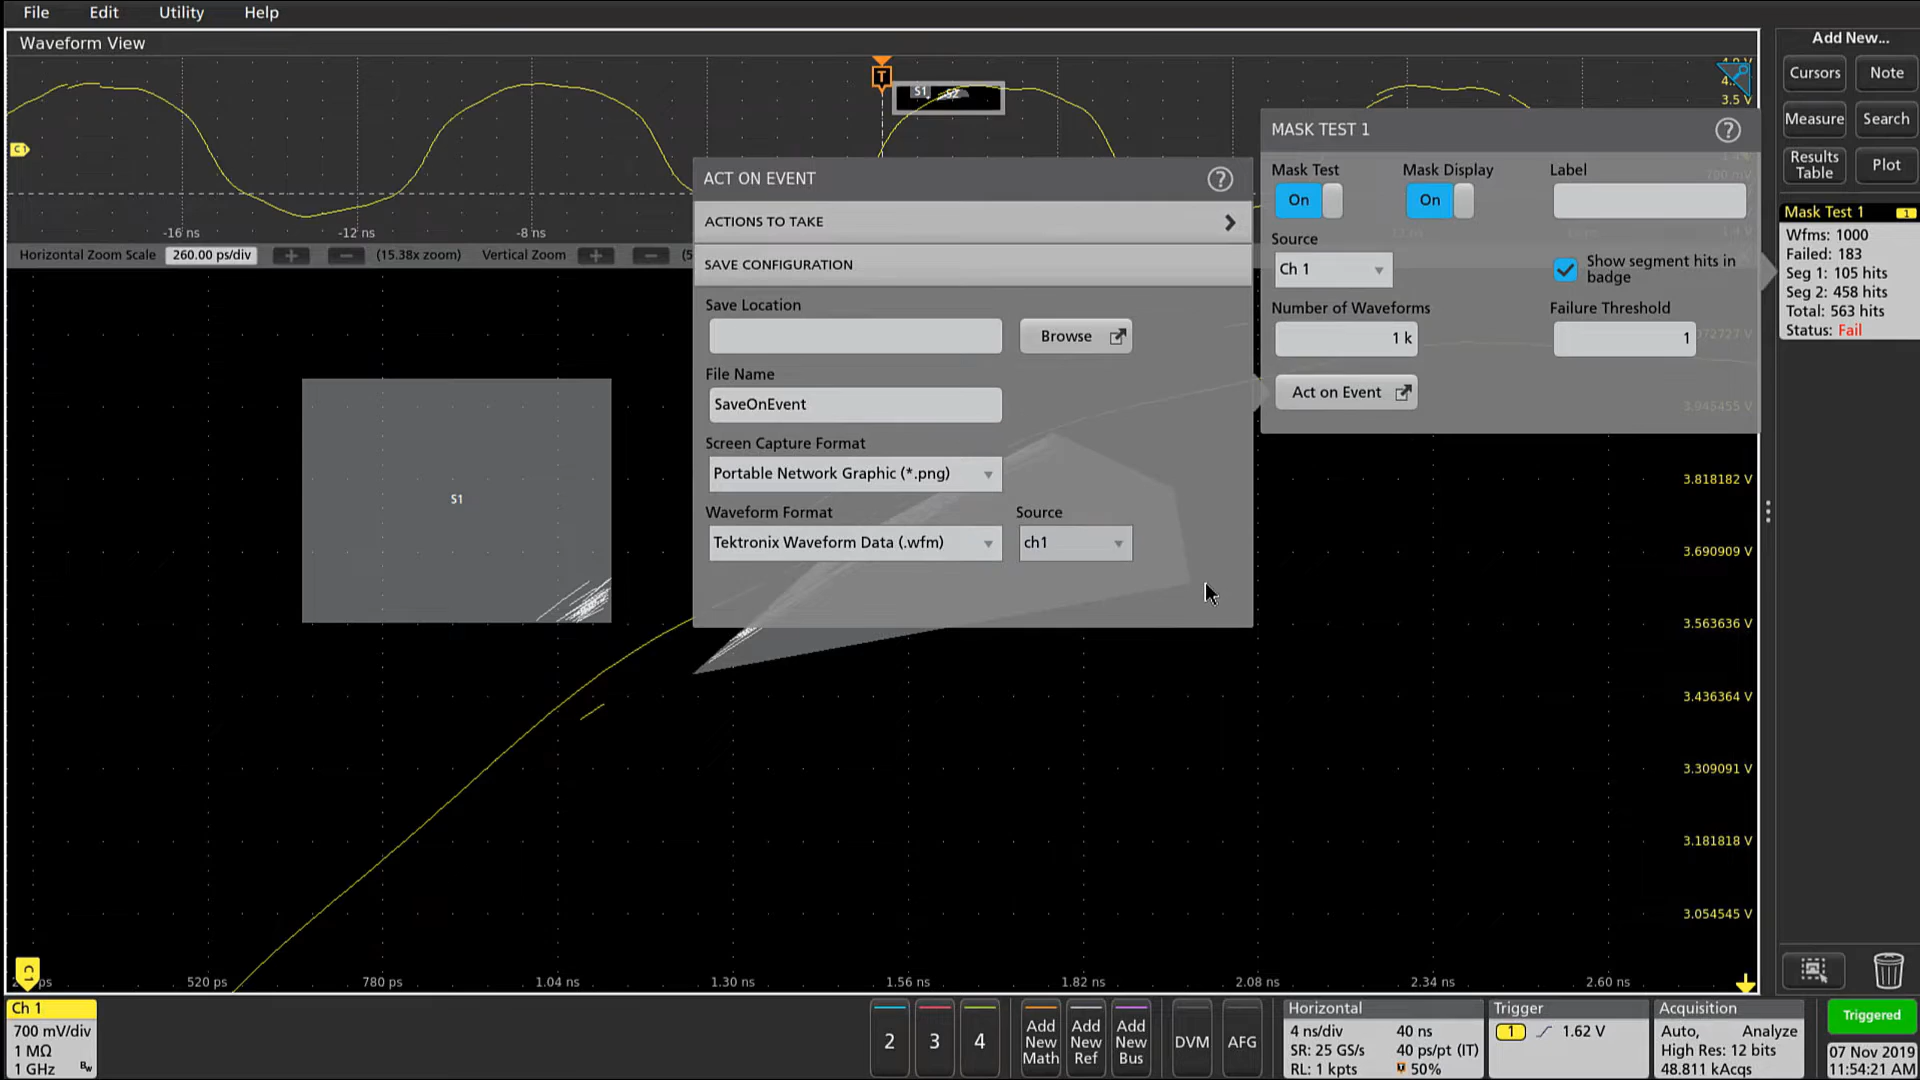 File Edit Utility Help
Waveform View
Add New...
Cursors Note
Measure Search
Results Table Plot
T
S1 S2
3.5 V
C1
-16 ns -12 ns -8 ns
Horizontal Zoom Scale 260.00 ps/div + − (15.38x zoom) Vertical Zoom + −
ACT ON EVENT ?
ACTIONS TO TAKE
SAVE CONFIGURATION
Save Location
Browse
File Name
SaveOnEvent
Screen Capture Format
Portable Network Graphic (*.png)
Waveform Format Source
Tektronix Waveform Data (.wfm) ch1
MASK TEST 1 ?
Mask Test Mask Display Label
On On
Source
Ch 1
Show segment hits in
badge
Number of Waveforms Failure Threshold
1 k 1
Act on Event
Mask Test 1 1
Wfms: 1000
Failed: 183
Seg 1: 105 hits
Seg 2: 458 hits
Total: 563 hits
Status: Fail
3.945455 V
S1
3.818182 V
3.690909 V
3.563636 V
3.436364 V
3.309091 V
3.181818 V
3.054545 V
C1
520 ps 780 ps 1.04 ns 1.30 ns 1.56 ns 1.82 ns 2.08 ns 2.34 ns 2.60 ns
Ch 1
700 mV/div
1 MΩ
1 GHz Bw
2 3 4
Add New Math
Add New Ref
Add New Bus
DVM AFG
Horizontal
4 ns/div 40 ns
SR: 25 GS/s 40 ps/pt (IT)
RL: 1 kpts 50%
Trigger
1 1.62 V
Acquisition
Auto, Analyze
High Res: 12 bits
48.811 kAcqs
Triggered
07 Nov 2019
11:54:21 AM